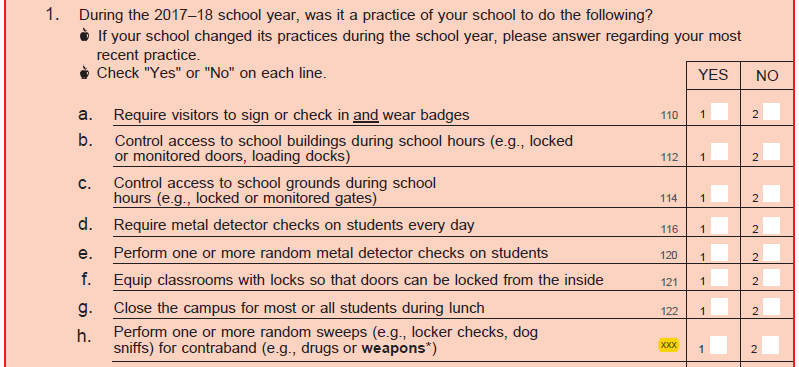 1. During the 2017–18 school year, was it a practice of your school to do the following?
If your school changed its practices during the school year, please answer regarding your most
recent practice.
Check "Yes" or "No" on each line.
YES NO
a. Require visitors to sign or check in and wear badges 110 1 2
b. Control access to school buildings during school hours (e.g., locked
or monitored doors, loading docks) 112 1 2
c. Control access to school grounds during school
hours (e.g., locked or monitored gates) 114 1 2
d. Require metal detector checks on students every day 116 1 2
e. Perform one or more random metal detector checks on students 120 1 2
f. Equip classrooms with locks so that doors can be locked from the inside 121 1 2
g. Close the campus for most or all students during lunch 122 1 2
h. Perform one or more random sweeps (e.g., locker checks, dog
sniffs) for contraband (e.g., drugs or weapons*) xxx 1 2